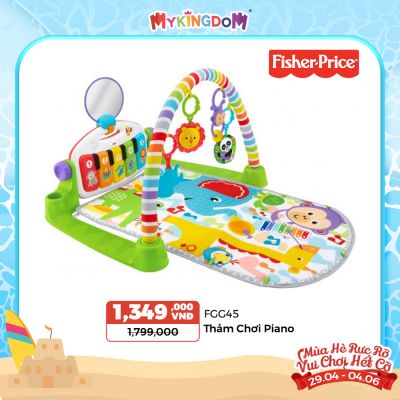 MYKINGDOM
Fisher-Price
1,349,000 VND
1,799,000
FGG45
Thảm Chơi Piano
Mùa Hè Rực Rỡ
Vui Chơi Hết Cỡ
29.04 - 04.06